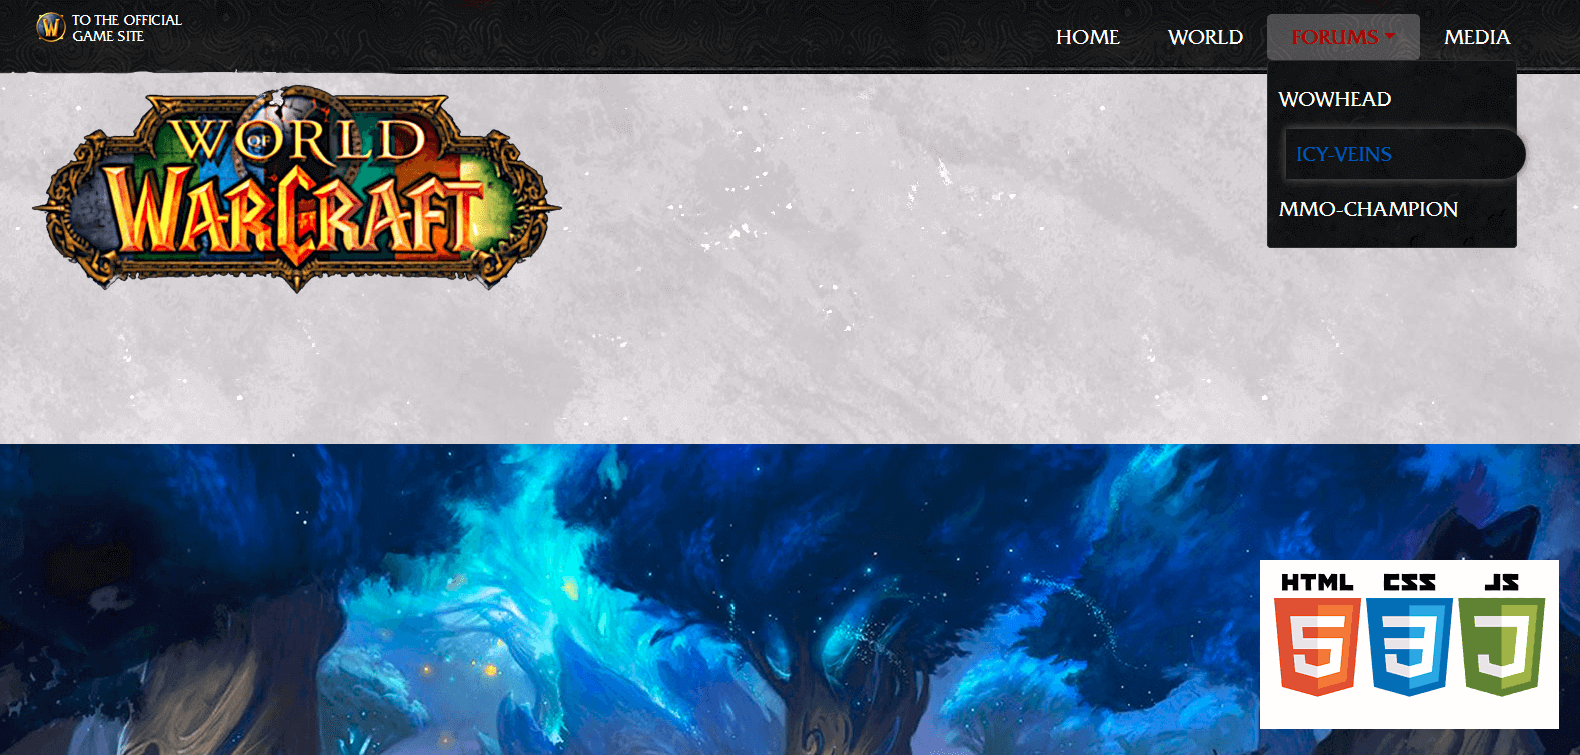 TO THE OFFICIAL
GAME SITE
HOME
WORLD
FORUMS
MEDIA
WOWHEAD
ICY-VEINS
MMO-CHAMPION
WORLD
OF
WARCRAFT
HTML
CSS
JS
5
3
J